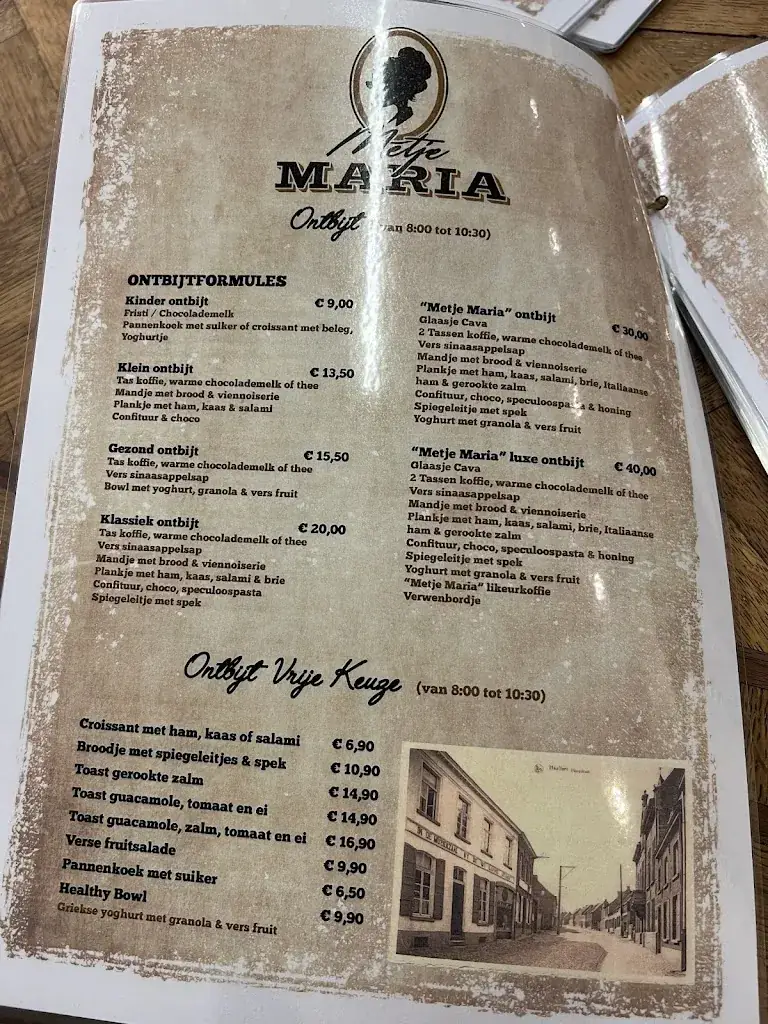 Metje
MARIA
Ontbijt (van 8:00 tot 10:30)
ONTBIJTFORMULES
Kinder ontbijt € 9,00
Fristi / Chocolademelk
Pannenkoek met suiker of croissant met beleg,
Yoghurtje
Klein ontbijt € 13,50
Tas koffie, warme chocolademelk of thee
Mandje met brood & viennoiserie
Plankje met ham, kaas & salami
Confituur & choco
Gezond ontbijt € 15,50
Tas koffie, warme chocolademelk of thee
Vers sinaasappelsap
Bowl met yoghurt, granola & vers fruit
Klassiek ontbijt € 20,00
Tas koffie, warme chocolademelk of thee
Vers sinaasappelsap
Mandje met brood & viennoiserie
Plankje met ham, kaas, salami & brie
Confituur, choco, speculoospasta
Spiegeleitje met spek
“Metje Maria” ontbijt € 30,00
Glaasje Cava
2 Tassen koffie, warme chocolademelk of thee
Vers sinaasappelsap
Mandje met brood & viennoiserie
Plankje met ham, kaas, salami, brie, Italiaanse
ham & gerookte zalm
Confituur, choco, speculoospasta & honing
Spiegeleitje met spek
Yoghurt met granola & vers fruit
“Metje Maria” luxe ontbijt € 40,00
Glaasje Cava
2 Tassen koffie, warme chocolademelk of thee
Vers sinaasappelsap
Mandje met brood & viennoiserie
Plankje met ham, kaas, salami, brie, Italiaanse
ham & gerookte zalm
Confituur, choco, speculoospasta & honing
Spiegeleitje met spek
Yoghurt met granola & vers fruit
“Metje Maria” likeurkoffie
Verwenbordje
Ontbijt Vrije Keuze (van 8:00 tot 10:30)
Croissant met ham, kaas of salami € 6,90
Broodje met spiegeleitjes & spek € 10,90
Toast gerookte zalm € 14,90
Toast guacamole, tomaat en ei € 14,90
Toast guacamole, zalm, tomaat en ei € 16,90
Verse fruitsalade € 9,90
Pannenkoek met suiker € 6,50
Healthy Bowl € 9,90
Griekse yoghurt met granola & vers fruit